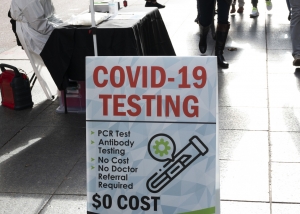 COVID-19
TESTING
PCR Test
Antibody
Testing
No Cost
No Doctor
Referral
Required
$0 COST